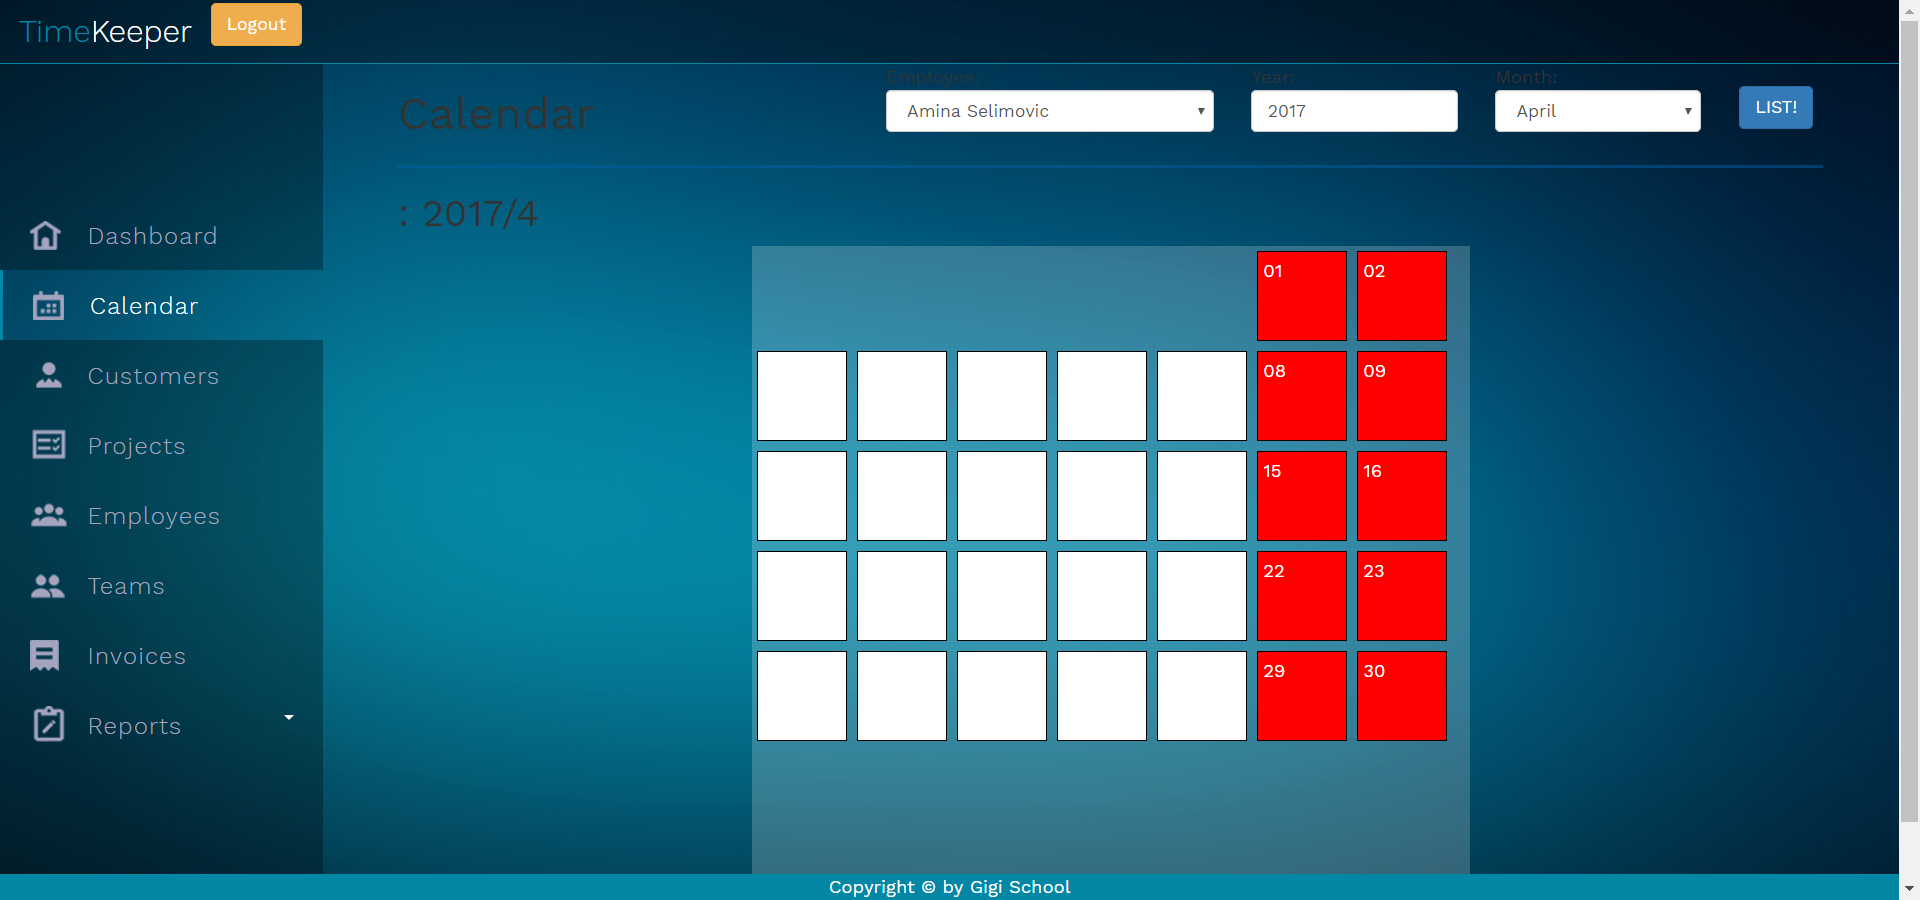 TimeKeeper Logout
Employee: Year: Month:
Calendar Amina Selimovic 2017 April LIST!
: 2017/4
Dashboard
Calendar
Customers
Projects
Employees
Teams
Invoices
Reports
01 02
08 09
15 16
22 23
29 30
Copyright © by Gigi School